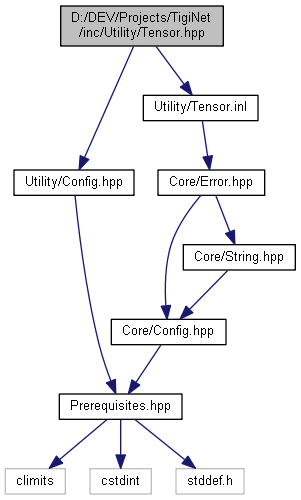 D:/DEV/Projects/TigiNet
/inc/Utility/Tensor.hpp
Utility/Tensor.inl
Utility/Config.hpp
Core/Error.hpp
Core/String.hpp
Core/Config.hpp
Prerequisites.hpp
climits
cstdint
stddef.h